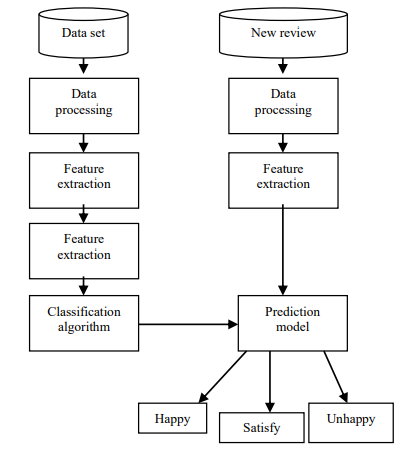 Data set
New review
Data
processing
Data
processing
Feature
extraction
Feature
extraction
Feature
extraction
Classification
algorithm
Prediction
model
Happy
Satisfy
Unhappy